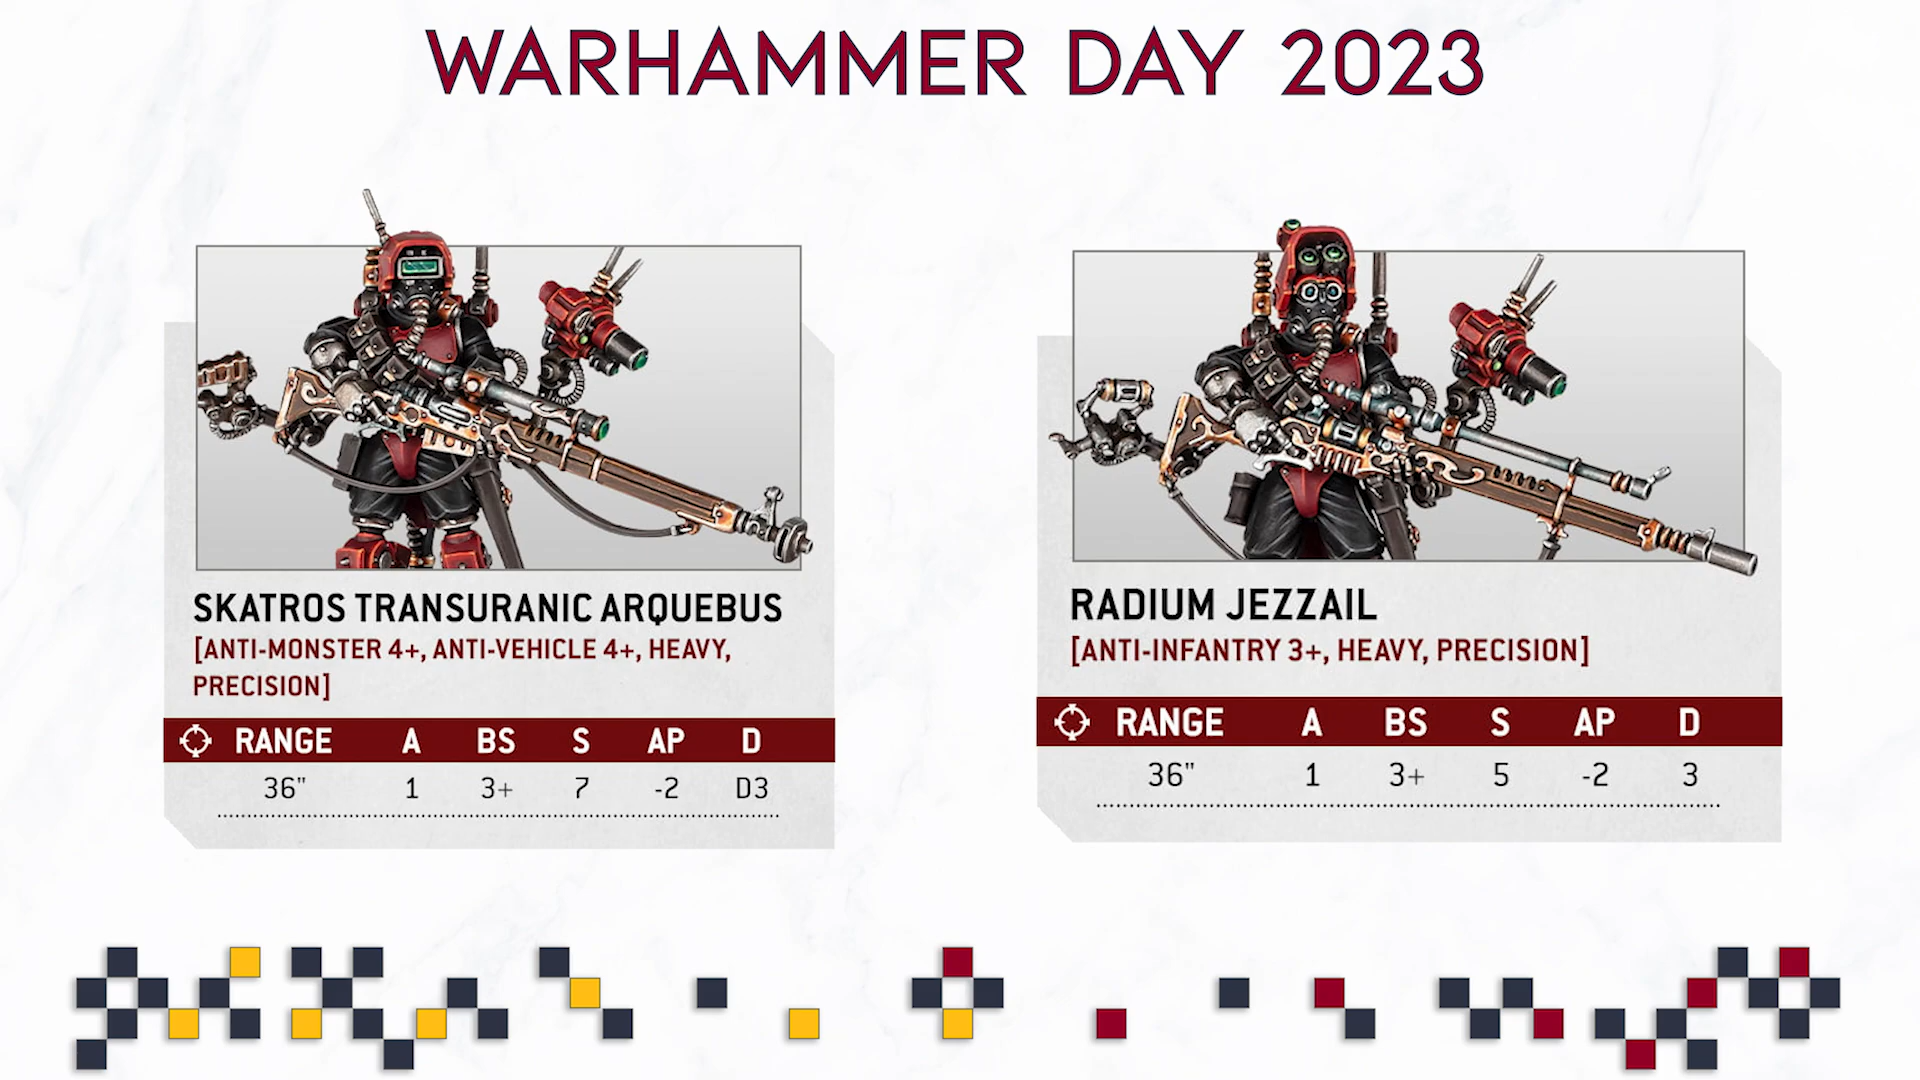 WARHAMMER DAY 2023
SKATROS TRANSURANIC ARQUEBUS
[ANTI-MONSTER 4+, ANTI-VEHICLE 4+, HEAVY,
PRECISION]
RANGE A BS S AP D
36" 1 3+ 7 -2 D3
RADIUM JEZZAIL
[ANTI-INFANTRY 3+, HEAVY, PRECISION]
RANGE A BS S AP D
36" 1 3+ 5 -2 3